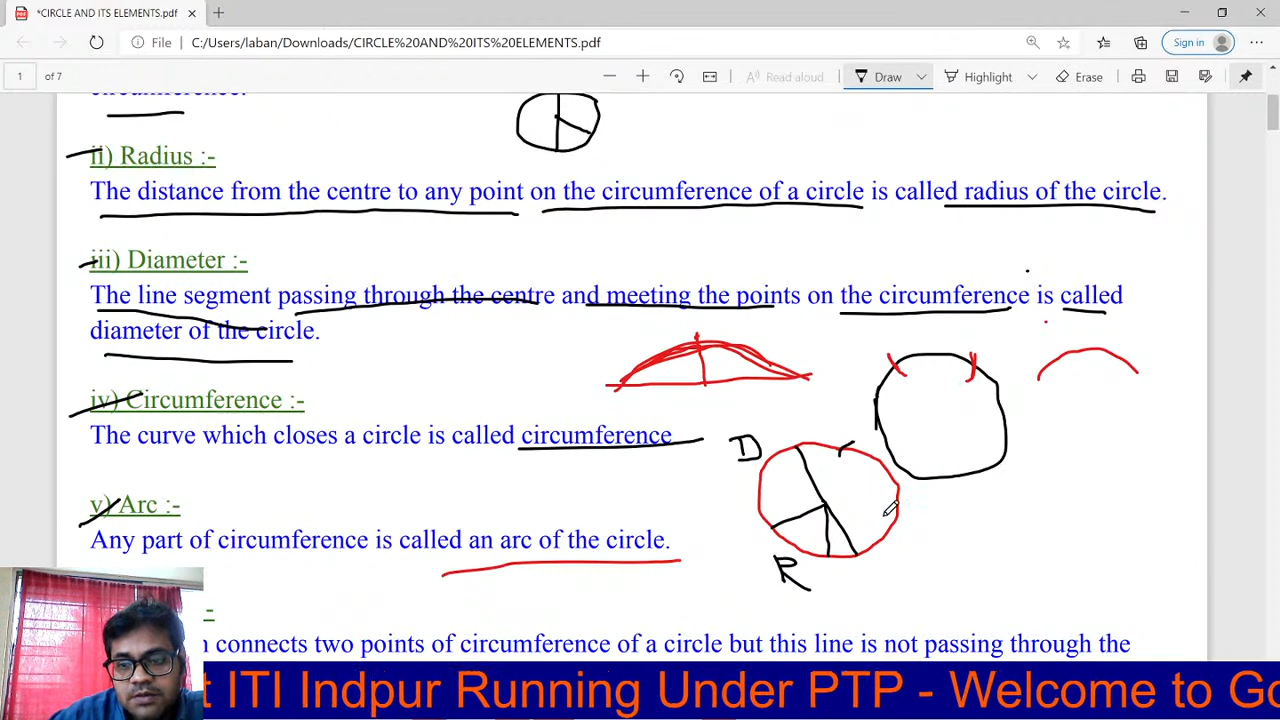 *CIRCLE AND ITS ELEMENTS.pdf
File C:/Users/laban/Downloads/CIRCLE%20AND%20ITS%20ELEMENTS.pdf
Sign in
1 of 7
Read aloud Draw Highlight Erase
circumference.
ii) Radius :-
The distance from the centre to any point on the circumference of a circle is called radius of the circle.
iii) Diameter :-
The line segment passing through the centre and meeting the points on the circumference is called
diameter of the circle.
iv) Circumference :-
The curve which closes a circle is called circumference
D
v) Arc :-
Any part of circumference is called an arc of the circle.
R
connects two points of circumference of a circle but this line is not passing through the
ITI Indpur Running Under PTP - Welcome to Go